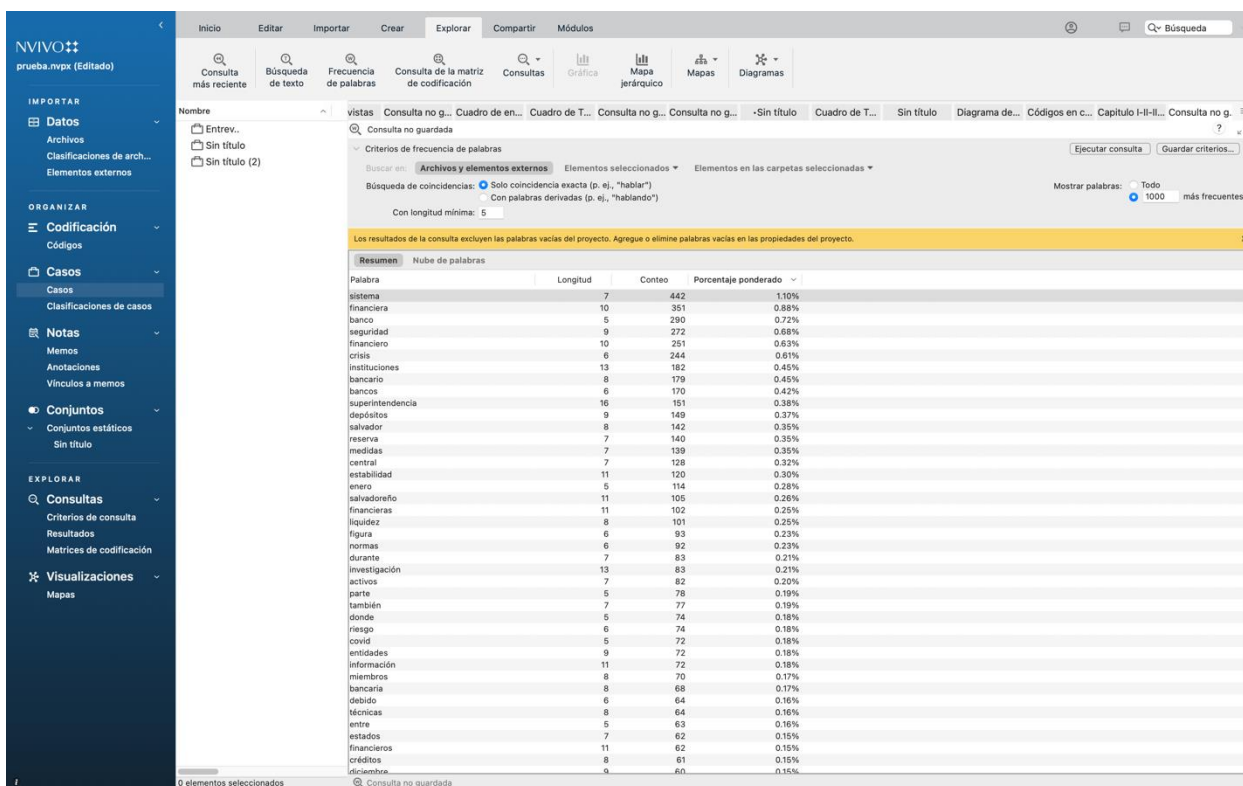 Inicio Editar Importar Crear Explorar Compartir Módulos Búsqueda
NVIVO
prueba.nvpx (Editado)
Consulta más reciente
Búsqueda de texto
Frecuencia de palabras
Consulta de la matriz de codificación
Consultas
Gráfica
Mapa jerárquico
Mapas
Diagramas
IMPORTAR
Datos
Archivos
Clasificaciones de arch...
Elementos externos
ORGANIZAR
Codificación
Códigos
Casos
Casos
Clasificaciones de casos
Notas
Memos
Anotaciones
Vínculos a memos
Conjuntos
Conjuntos estáticos
Sin título
EXPLORAR
Consultas
Criterios de consulta
Resultados
Matrices de codificación
Visualizaciones
Mapas
Nombre
Entrev..
Sin título
Sin título (2)
0 elementos seleccionados
vistas Consulta no g... Cuadro de en... Cuadro de T... Consulta no g... Consulta no g... •Sin título Cuadro de T... Sin título Diagrama de... Códigos en c... Capitulo I-II-II... Consulta no g.
Consulta no guardada ?
Criterios de frecuencia de palabras Ejecutar consulta Guardar criterios...
Buscar en: Archivos y elementos externos Elementos seleccionados Elementos en las carpetas seleccionadas
Búsqueda de coincidencias: Solo coincidencia exacta (p. ej., "hablar") Mostrar palabras: Todo
Con palabras derivadas (p. ej., "hablando") 1000 más frecuentes
Con longitud mínima: 5
Los resultados de la consulta excluyen las palabras vacías del proyecto. Agregue o elimine palabras vacías en las propiedades del proyecto.
Resumen Nube de palabras
Palabra Longitud Conteo Porcentaje ponderado
sistema 7 442 1.10%
financiera 10 351 0.88%
banco 5 290 0.72%
seguridad 9 272 0.68%
financiero 10 251 0.63%
crisis 6 244 0.61%
instituciones 13 182 0.45%
bancario 8 179 0.45%
bancos 6 170 0.42%
superintendencia 16 151 0.38%
depósitos 9 149 0.37%
salvador 8 142 0.35%
reserva 7 140 0.35%
medidas 7 139 0.35%
central 7 128 0.32%
estabilidad 11 120 0.30%
enero 5 114 0.28%
salvadoreño 11 105 0.26%
financieras 11 102 0.25%
liquidez 8 101 0.25%
figura 6 93 0.23%
normas 6 92 0.23%
durante 7 83 0.21%
investigación 13 83 0.21%
activos 7 82 0.20%
parte 5 78 0.19%
también 7 77 0.19%
donde 5 74 0.18%
riesgo 6 74 0.18%
covid 5 72 0.18%
entidades 9 72 0.18%
información 11 72 0.18%
miembros 8 70 0.17%
bancaria 8 68 0.17%
debido 6 64 0.16%
técnicas 8 64 0.16%
entre 5 63 0.16%
estados 7 62 0.15%
financieros 11 62 0.15%
créditos 8 61 0.15%
diciembre 9 60 0.15%
Consulta no guardada